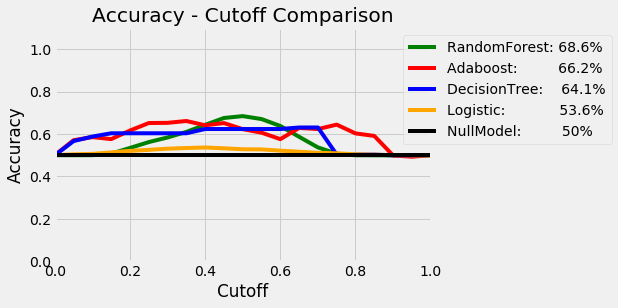 Accuracy - Cutoff Comparison
RandomForest: 68.6%
Adaboost: 66.2%
DecisionTree: 64.1%
Logistic: 53.6%
NullModel: 50%
Accuracy
1.0
0.8
0.6
0.4
0.2
0.0
0.0 0.2 0.4 0.6 0.8 1.0
Cutoff